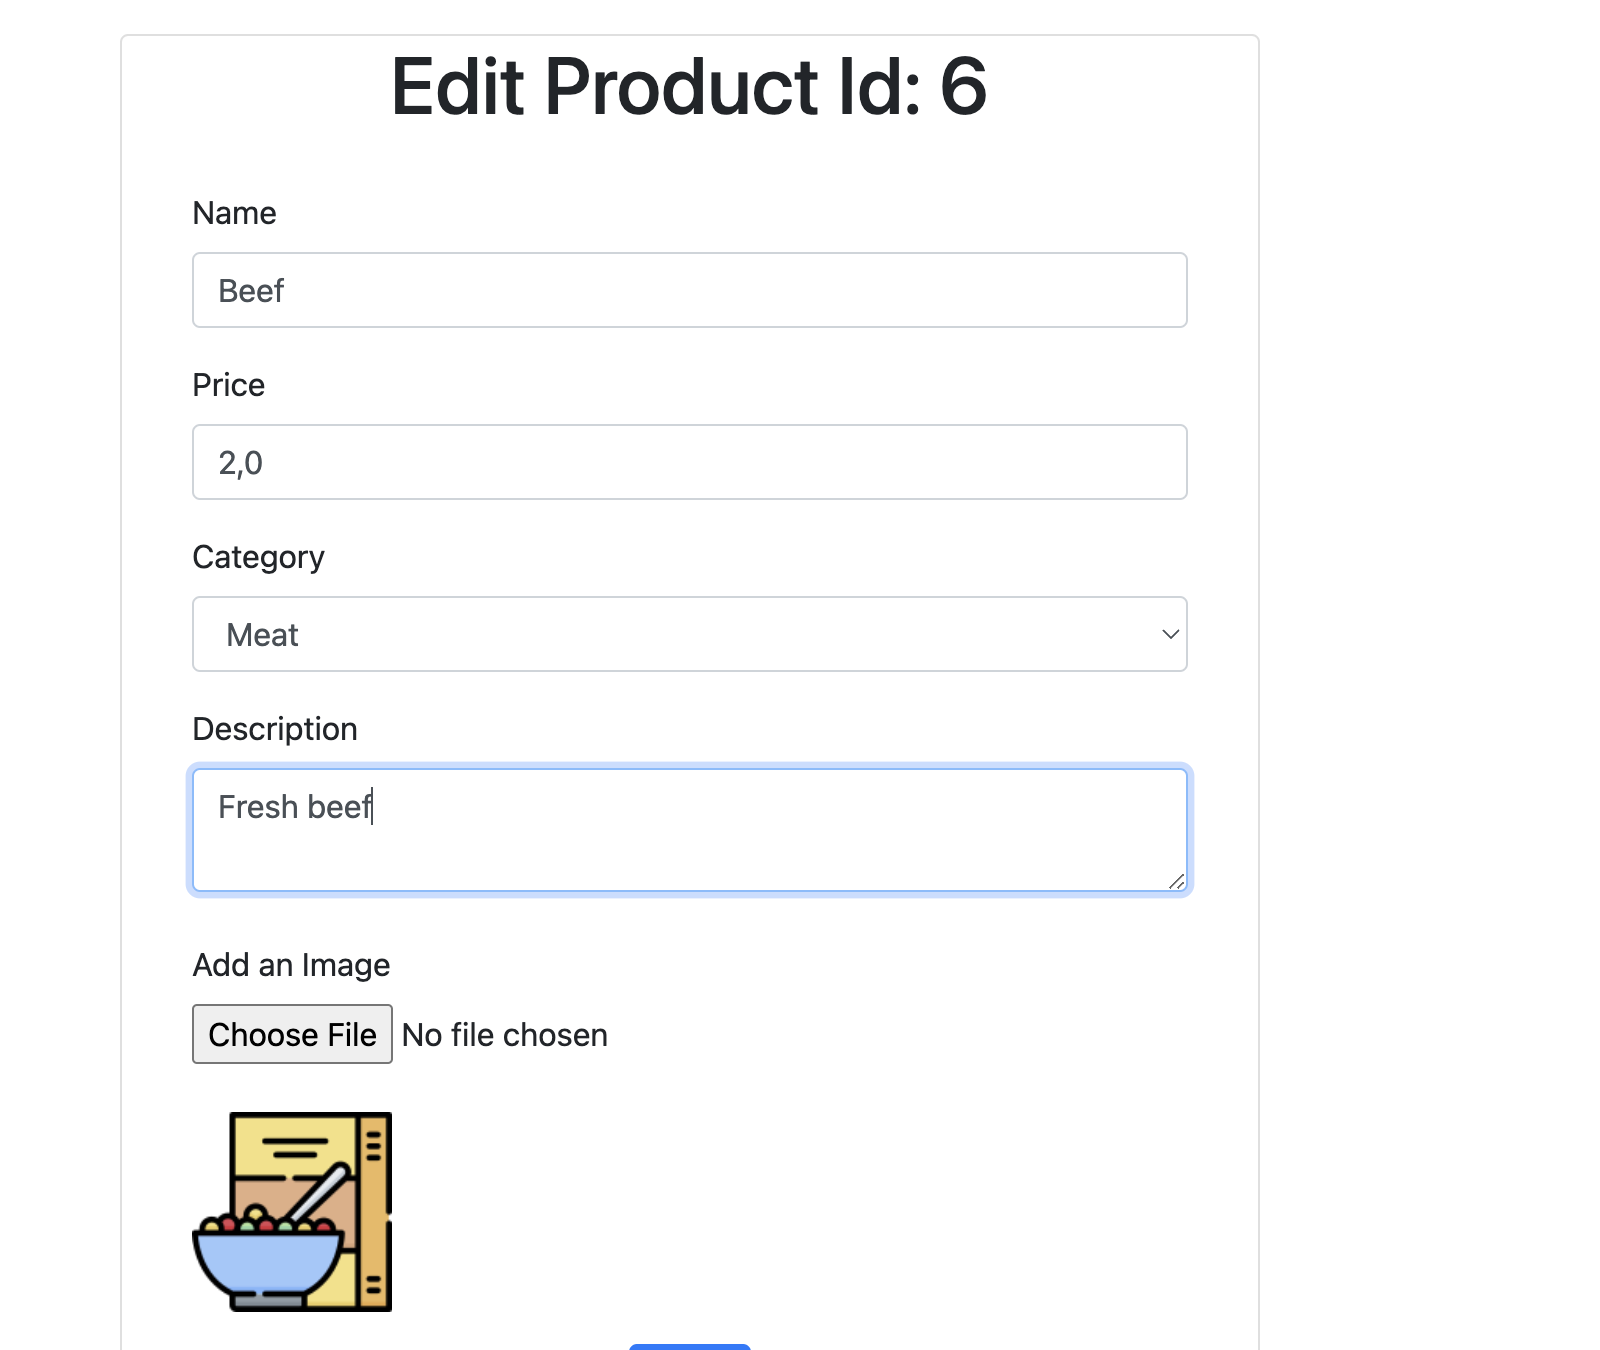 Edit Product Id: 6
Name
Beef
Price
2,0
Category
Meat
Description
Fresh beef
Add an Image
Choose File No file chosen